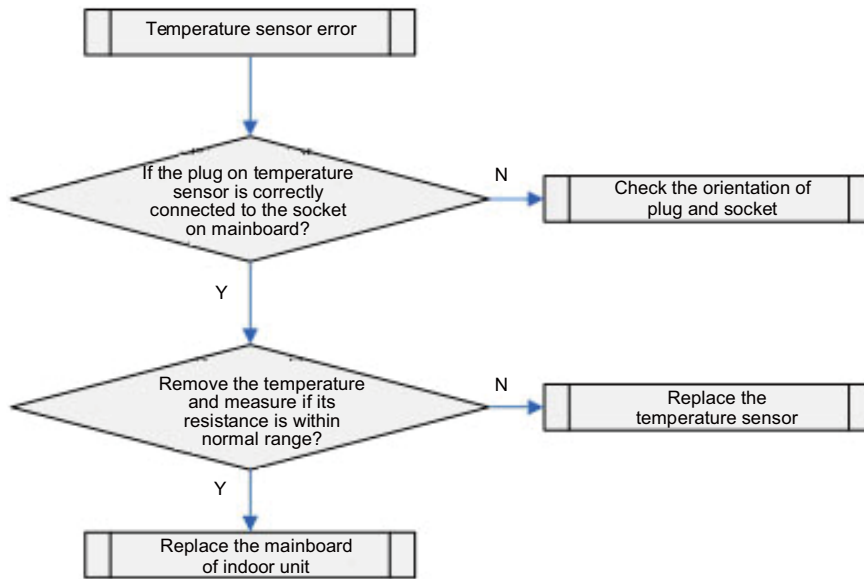 Temperature sensor error
If the plug on temperature
sensor is correctly
connected to the socket
on mainboard?
N
Check the orientation of
plug and socket
Y
Remove the temperature
and measure if its
resistance is within
normal range?
N
Replace the
temperature sensor
Y
Replace the mainboard
of indoor unit